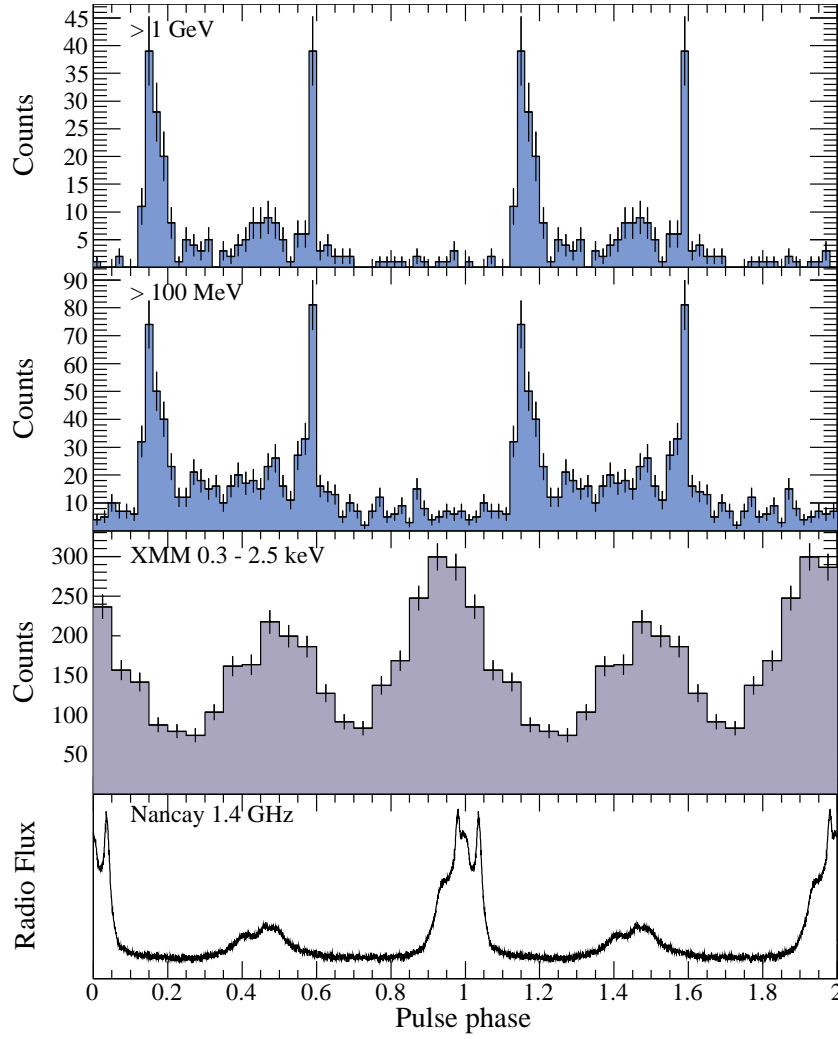 > 1 GeV
Counts
45
40
35
30
25
20
15
10
5
> 100 MeV
Counts
90
80
70
60
50
40
30
20
10
XMM 0.3 - 2.5 keV
Counts
300
250
200
150
100
50
Nancay 1.4 GHz
Radio Flux
0 0.2 0.4 0.6 0.8 1 1.2 1.4 1.6 1.8 2
Pulse phase